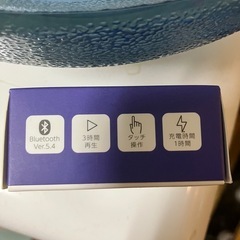 Bluetooth
Ver.5.4
3時間
再生
タッチ
操作
充電時間
1時間